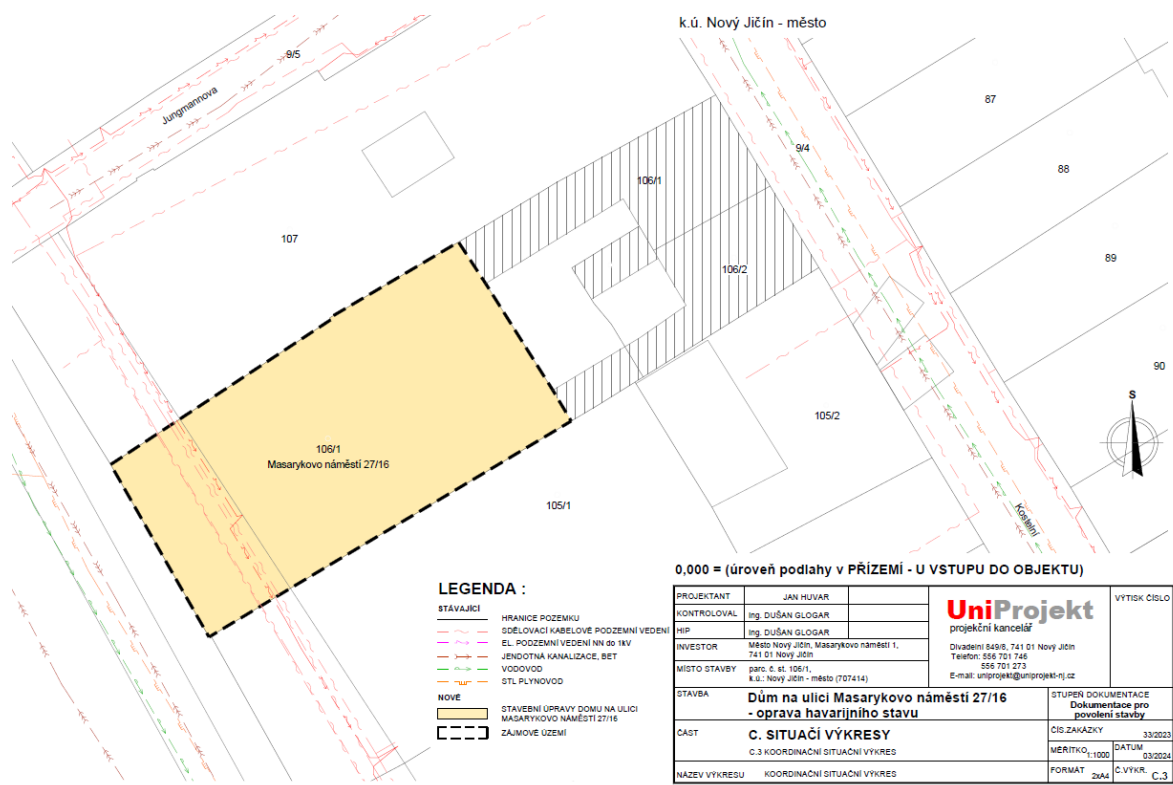 k.ú. Nový Jičín - město
9/5
Jungmannova
87
9/4
88
106/1
107
89
106/2
90
S
105/2
106/1
Masarykovo náměstí 27/16
105/1
Kostelní
0,000 = (úroveň podlahy v PŘÍZEMÍ - U VSTUPU DO OBJEKTU)
LEGENDA :
STÁVAJÍCÍ
HRANICE POZEMKU
SDĚLOVACÍ KABELOVÉ PODZEMNÍ VEDENÍ
EL. PODZEMNÍ VEDENÍ NN do 1kV
JENDOTNÁ KANALIZACE, BET
VODOVOD
STL PLYNOVOD
NOVÉ
STAVEBNÍ ÚPRAVY DOMU NA ULICI
MASARYKOVO NÁMĚSTÍ 27/16
ZÁJMOVÉ ÚZEMÍ
PROJEKTANT JAN HUVAR
KONTROLOVAL Ing. DUŠAN GLOGAR
HIP Ing. DUŠAN GLOGAR
INVESTOR Město Nový Jičín, Masarykovo náměstí 1,
741 01 Nový Jičín
MÍSTO STAVBY parc. č. st. 106/1,
k.ú.: Nový Jičín - město (707414)
UniProjekt
projekční kancelář
Divadelní 849/8, 741 01 Nový Jičín
Telefon: 556 701 746
556 701 273
E-mail: uniprojekt@uniprojekt-nj.cz
VÝTISK ČÍSLO
STAVBA Dům na ulici Masarykovo náměstí 27/16
- oprava havarijního stavu
STUPEŇ DOKUMENTACE
Dokumentace pro
povolení stavby
ČÁST C. SITUAČÍ VÝKRESY
C.3 KOORDINAČNÍ SITUAČNÍ VÝKRES
ČÍS.ZAKÁZKY 33/2023
MĚŘÍTKO 1:1000 DATUM 03/2024
NÁZEV VÝKRESU KOORDINAČNÍ SITUAČNÍ VÝKRES
FORMÁT 2xA4 Č.VÝKR. C.3